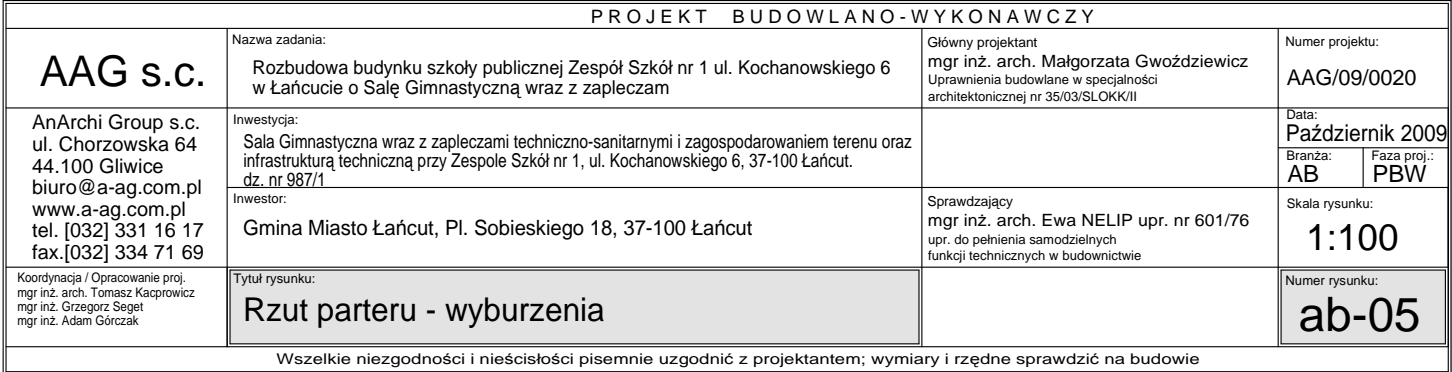 PROJEKT BUDOWLANO-WYKONAWCZY
AAG s.c.
Nazwa zadania:
Rozbudowa budynku szkoły publicznej Zespół Szkół nr 1 ul. Kochanowskiego 6
w Łańcucie o Salę Gimnastyczną wraz z zapleczam
Główny projektant
mgr inż. arch. Małgorzata Gwoździewicz
Uprawnienia budowlane w specjalności
architektonicznej nr 35/03/SLOKK/II
Numer projektu:
AAG/09/0020
AnArchi Group s.c.
ul. Chorzowska 64
44.100 Gliwice
biuro@a-ag.com.pl
www.a-ag.com.pl
tel. [032] 331 16 17
fax.[032] 334 71 69
Inwestycja:
Sala Gimnastyczna wraz z zapleczami techniczno-sanitarnymi i zagospodarowaniem terenu oraz
infrastrukturą techniczną przy Zespole Szkół nr 1, ul. Kochanowskiego 6, 37-100 Łańcut.
dz. nr 987/1
Data:
Październik 2009
Branża:
AB
Faza proj.:
PBW
Inwestor:
Gmina Miasto Łańcut, Pl. Sobieskiego 18, 37-100 Łańcut
Sprawdzający
mgr inż. arch. Ewa NELIP upr. nr 601/76
upr. do pełnienia samodzielnych
funkcji technicznych w budownictwie
Skala rysunku:
1:100
Koordynacja / Opracowanie proj.
mgr inż. arch. Tomasz Kacprowicz
mgr inż. Grzegorz Seget
mgr inż. Adam Górczak
Tytuł rysunku:
Rzut parteru - wyburzenia
Numer rysunku:
ab-05
Wszelkie niezgodności i nieścisłości pisemnie uzgodnić z projektantem; wymiary i rzędne sprawdzić na budowie